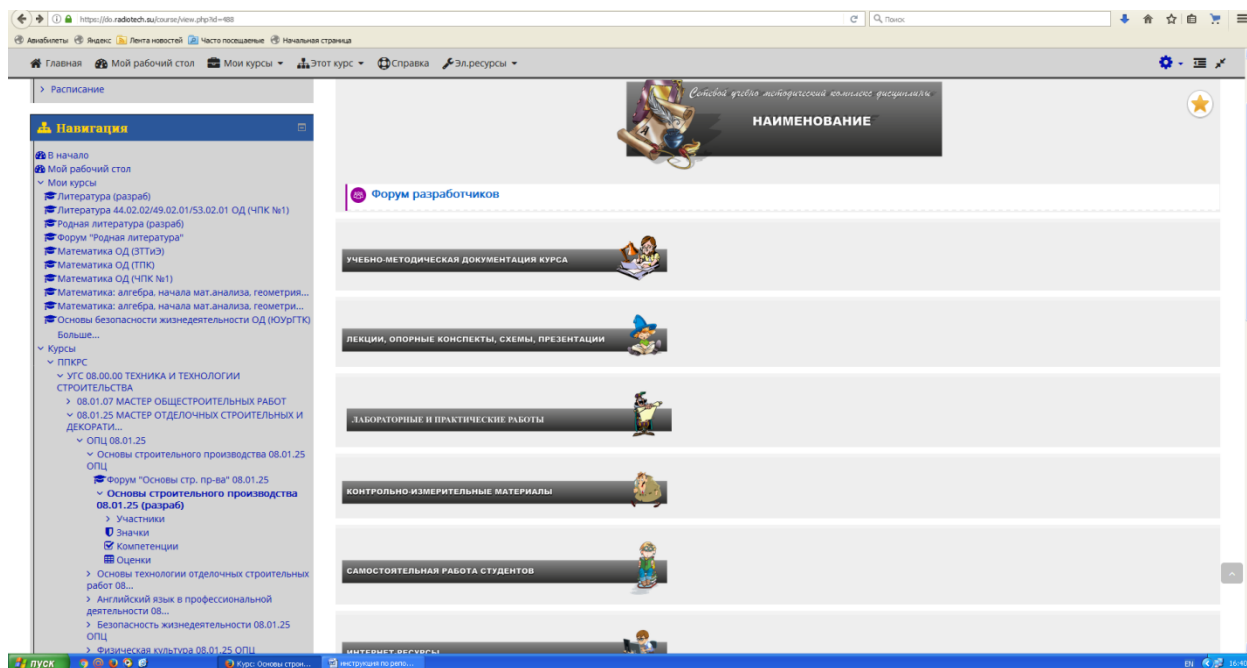 https://do.radiotech.su/course/view.php?id=488
Поиск
Авиабилеты Яндекс Лента новостей Часто посещаемые Начальная страница
Главная Мой рабочий стол Мои курсы Этот курс Справка Эл.ресурсы
Расписание
Навигация
В начало
Мой рабочий стол
Мои курсы
Литература (разраб)
Литература 44.02.02/49.02.01/53.02.01 ОД (ЧПК №1)
Родная литература (разраб)
Форум "Родная литература"
Математика ОД (ЗТТиЭ)
Математика ОД (ТПК)
Математика ОД (ЧПК №1)
Математика: алгебра, начала мат.анализа, геометрия...
Математика: алгебра, начала мат.анализа, геометри...
Основы безопасности жизнедеятельности ОД (ЮУрГТК)
Больше...
Курсы
ППКРС
УГС 08.00.00 ТЕХНИКА И ТЕХНОЛОГИИ
СТРОИТЕЛЬСТВА
08.01.07 МАСТЕР ОБЩЕСТРОИТЕЛЬНЫХ РАБОТ
08.01.25 МАСТЕР ОТДЕЛОЧНЫХ СТРОИТЕЛЬНЫХ И
ДЕКОРАТИ...
ОПЦ 08.01.25
Основы строительного производства 08.01.25
ОПЦ
Форум "Основы стр. пр-ва" 08.01.25
Основы строительного производства
08.01.25 (разраб)
Участники
Значки
Компетенции
Оценки
Основы технологии отделочных строительных
работ 08...
Английский язык в профессиональной
деятельности 08...
Безопасность жизнедеятельности 08.01.25
ОПЦ
Физическая культура 08.01.25 ОПЦ
Сетевой учебно методический комплекс дисциплины
НАИМЕНОВАНИЕ
Форум разработчиков
УЧЕБНО-МЕТОДИЧЕСКАЯ ДОКУМЕНТАЦИЯ КУРСА
ЛЕКЦИИ, ОПОРНЫЕ КОНСПЕКТЫ, СХЕМЫ, ПРЕЗЕНТАЦИИ
ЛАБОРАТОРНЫЕ И ПРАКТИЧЕСКИЕ РАБОТЫ
КОНТРОЛЬНО-ИЗМЕРИТЕЛЬНЫЕ МАТЕРИАЛЫ
САМОСТОЯТЕЛЬНАЯ РАБОТА СТУДЕНТОВ
ИНТЕРНЕТ-РЕСУРСЫ
пуск Курс: Основы строи... инструкция по репо... EN 16:40